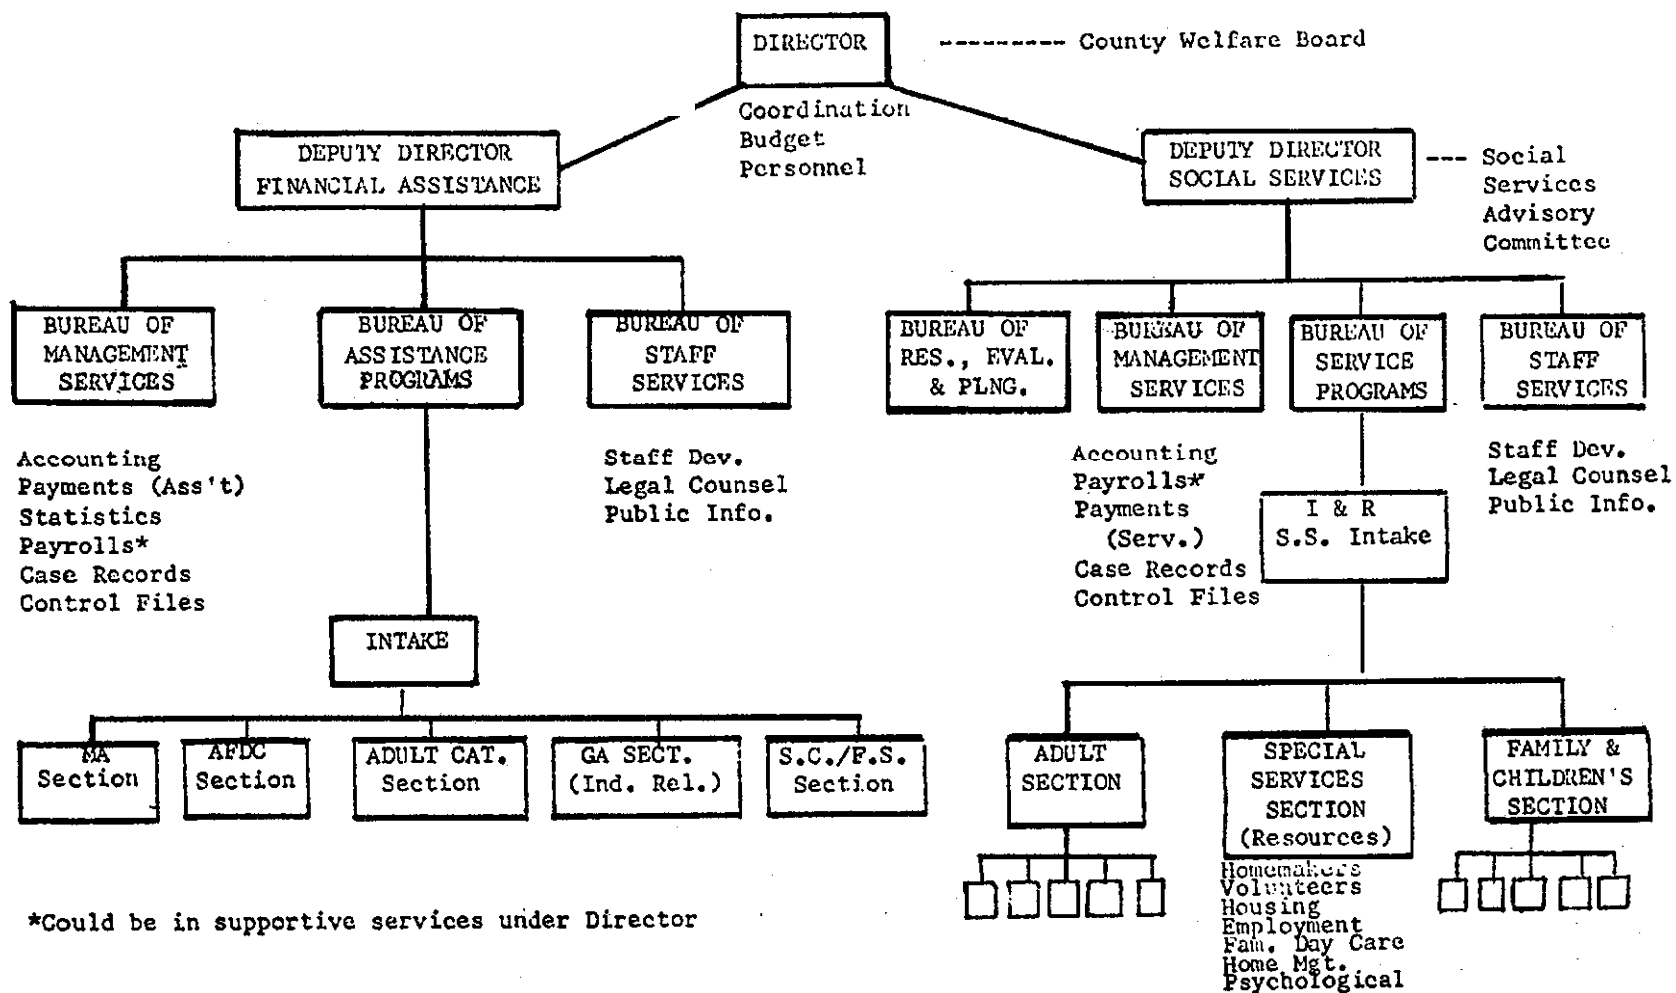 DIRECTOR
--------- County Welfare Board
Coordination
Budget
Personnel
DEPUTY DIRECTOR
FINANCIAL ASSISTANCE
DEPUTY DIRECTOR
SOCIAL SERVICES
--- Social
Services
Advisory
Committee
BUREAU OF
MANAGEMENT
SERVICES
BUREAU OF
ASSISTANCE
PROGRAMS
BUREAU OF
STAFF
SERVICES
BUREAU OF
RES., EVAL.
& PLNG.
BUREAU OF
MANAGEMENT
SERVICES
BUREAU OF
SERVICE
PROGRAMS
BUREAU OF
STAFF
SERVICES
Accounting
Payments (Ass't)
Statistics
Payrolls*
Case Records
Control Files
Staff Dev.
Legal Counsel
Public Info.
Accounting
Payrolls*
Payments
(Serv.)
Case Records
Control Files
I & R
S.S. Intake
Staff Dev.
Legal Counsel
Public Info.
INTAKE
MA
Section
AFDC
Section
ADULT CAT.
Section
GA SECT.
(Ind. Rel.)
S.C./F.S.
Section
ADULT
SECTION
SPECIAL
SERVICES
SECTION
(Resources)
FAMILY &
CHILDREN'S
SECTION
Homemakers
Volunteers
Housing
Employment
Fam. Day Care
Home Mgt.
Psychological
*Could be in supportive services under Director